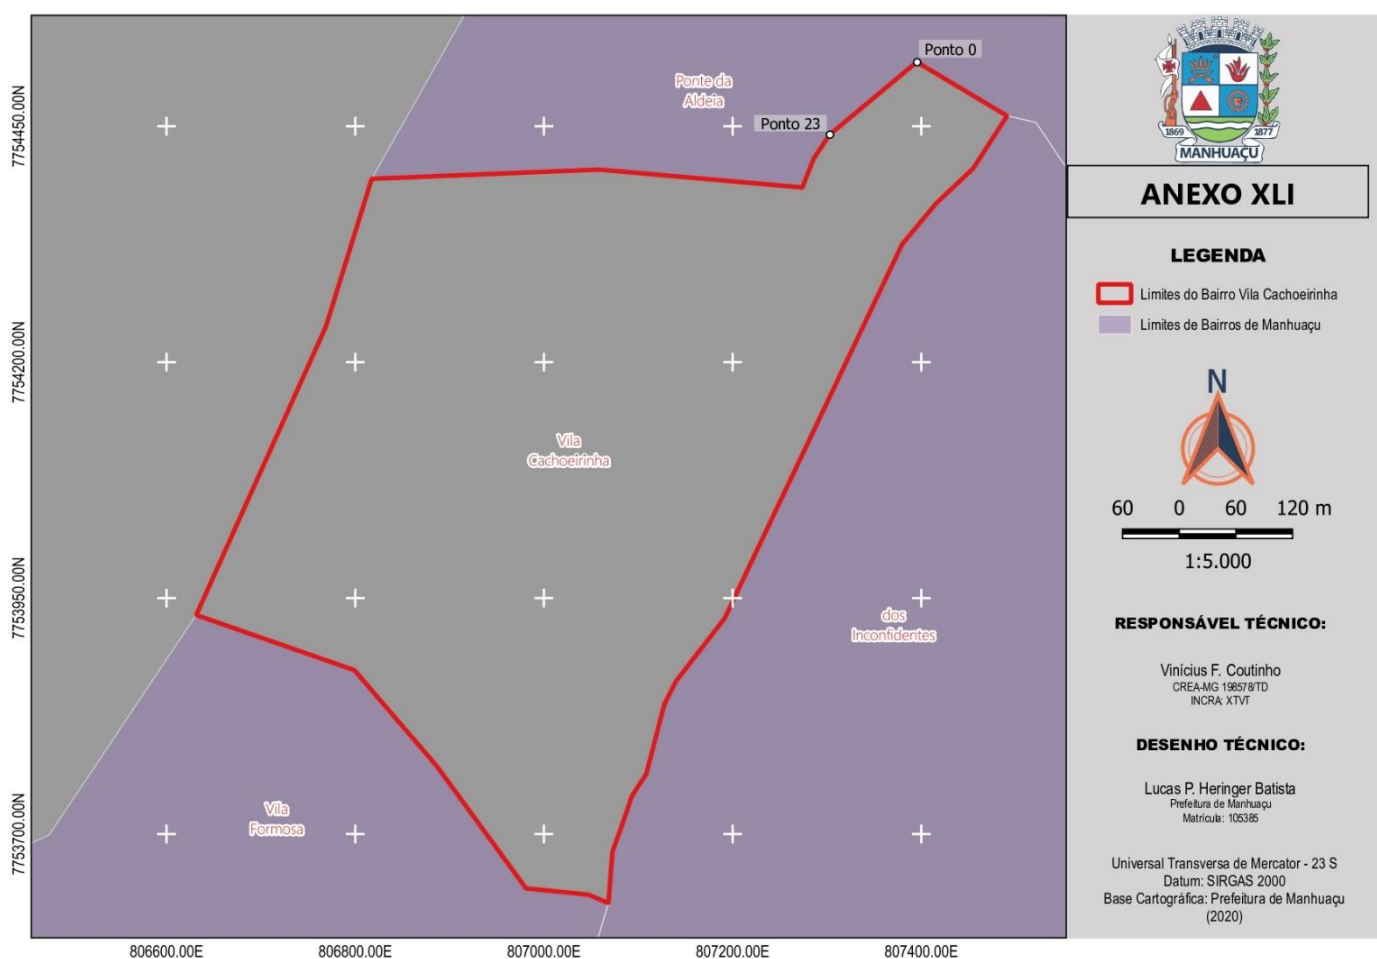 Ponto 0
Ponte da
Aldeia
Ponto 23
Vila
Cachoeirinha
dos
Inconfidentes
Vila
Formosa
7754450.00N
7754200.00N
7753950.00N
7753700.00N
806600.00E
806800.00E
807000.00E
807200.00E
807400.00E
1869
1877
MANHUAÇU
ANEXO XLI
LEGENDA
Limites do Bairro Vila Cachoeirinha
Limites de Bairros de Manhuaçu
N
60 0 60 120 m
1:5.000
RESPONSÁVEL TÉCNICO:
Vinícius F. Coutinho
CREA-MG 198578/TD
INCRA: XTVT
DESENHO TÉCNICO:
Lucas P. Heringer Batista
Prefeitura de Manhuaçu
Matrícula: 105385
Universal Transversa de Mercator - 23 S
Datum: SIRGAS 2000
Base Cartográfica: Prefeitura de Manhuaçu
(2020)